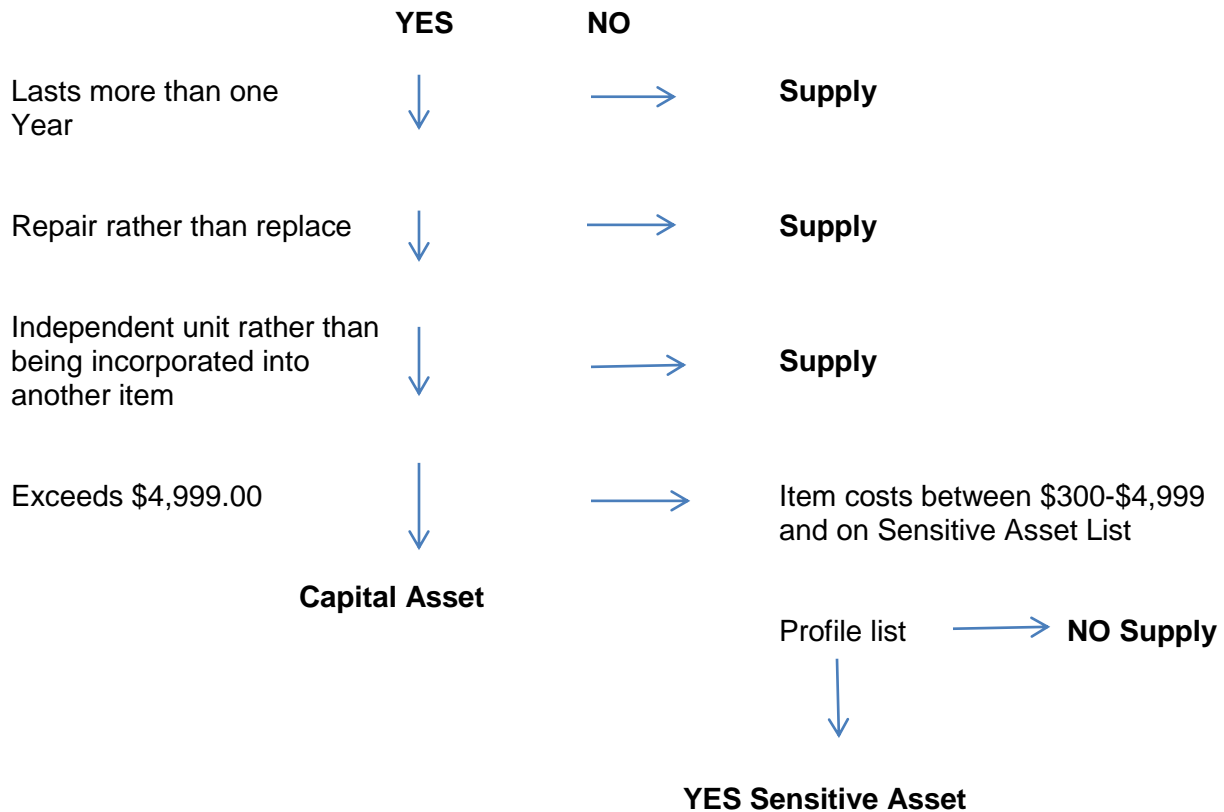 YES NO
Lasts more than one
Year
Supply
Repair rather than replace
Supply
Independent unit rather than
being incorporated into
another item
Supply
Exceeds $4,999.00
Item costs between $300-$4,999
and on Sensitive Asset List
Capital Asset
Profile list
NO Supply
YES Sensitive Asset